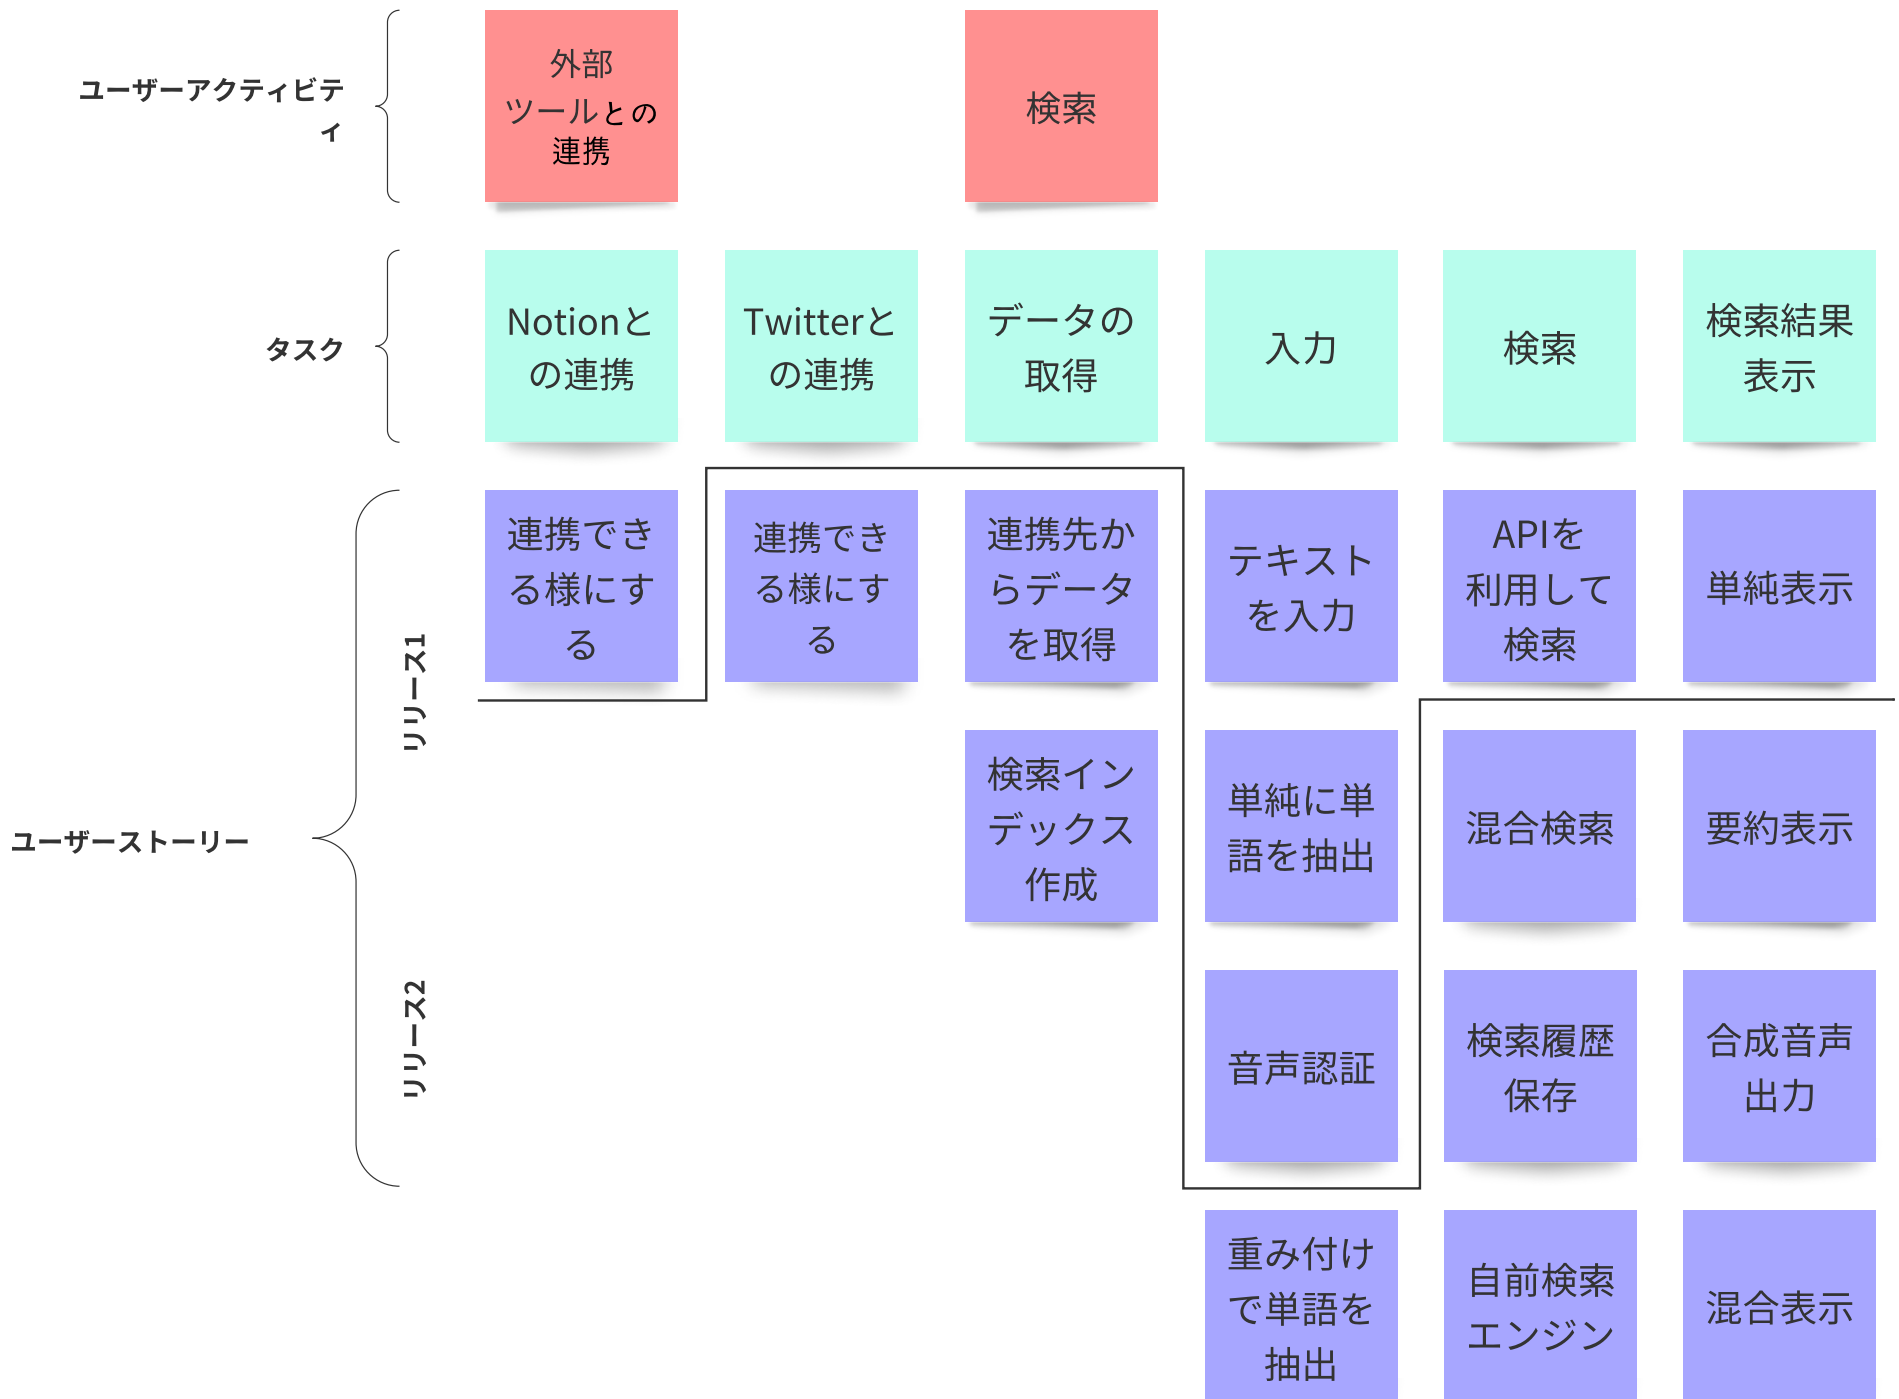 ユーザーアクティビテ
ィ
外部
ツールとの
連携
検索
タスク
Notionと
の連携
Twitterと
の連携
データの
取得
入力
検索
検索結果
表示
ユーザーストーリー
リリース1
連携でき
る様にす
る
連携でき
る様にす
る
連携先か
らデータ
を取得
テキスト
を入力
APIを
利用して
検索
単純表示
検索イン
デックス
作成
単純に単
語を抽出
混合検索
要約表示
リリース2
音声認証
検索履歴
保存
合成音声
出力
重み付け
で単語を
抽出
自前検索
エンジン
混合表示